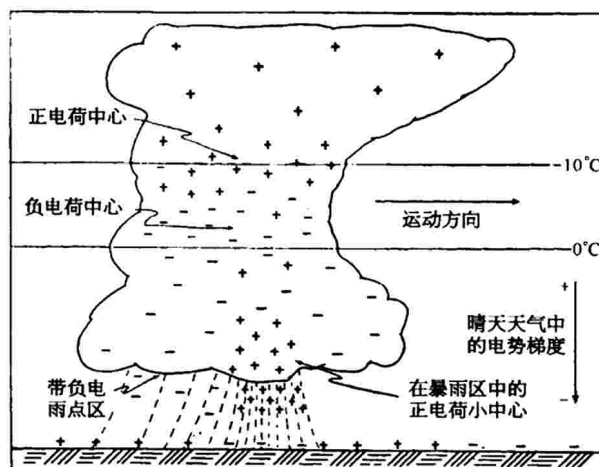 正电荷中心
-10°C
负电荷中心
运动方向
0°C
+
晴天天气中
的电势梯度
-
带负电
雨点区
在暴雨区中的
正电荷小中心